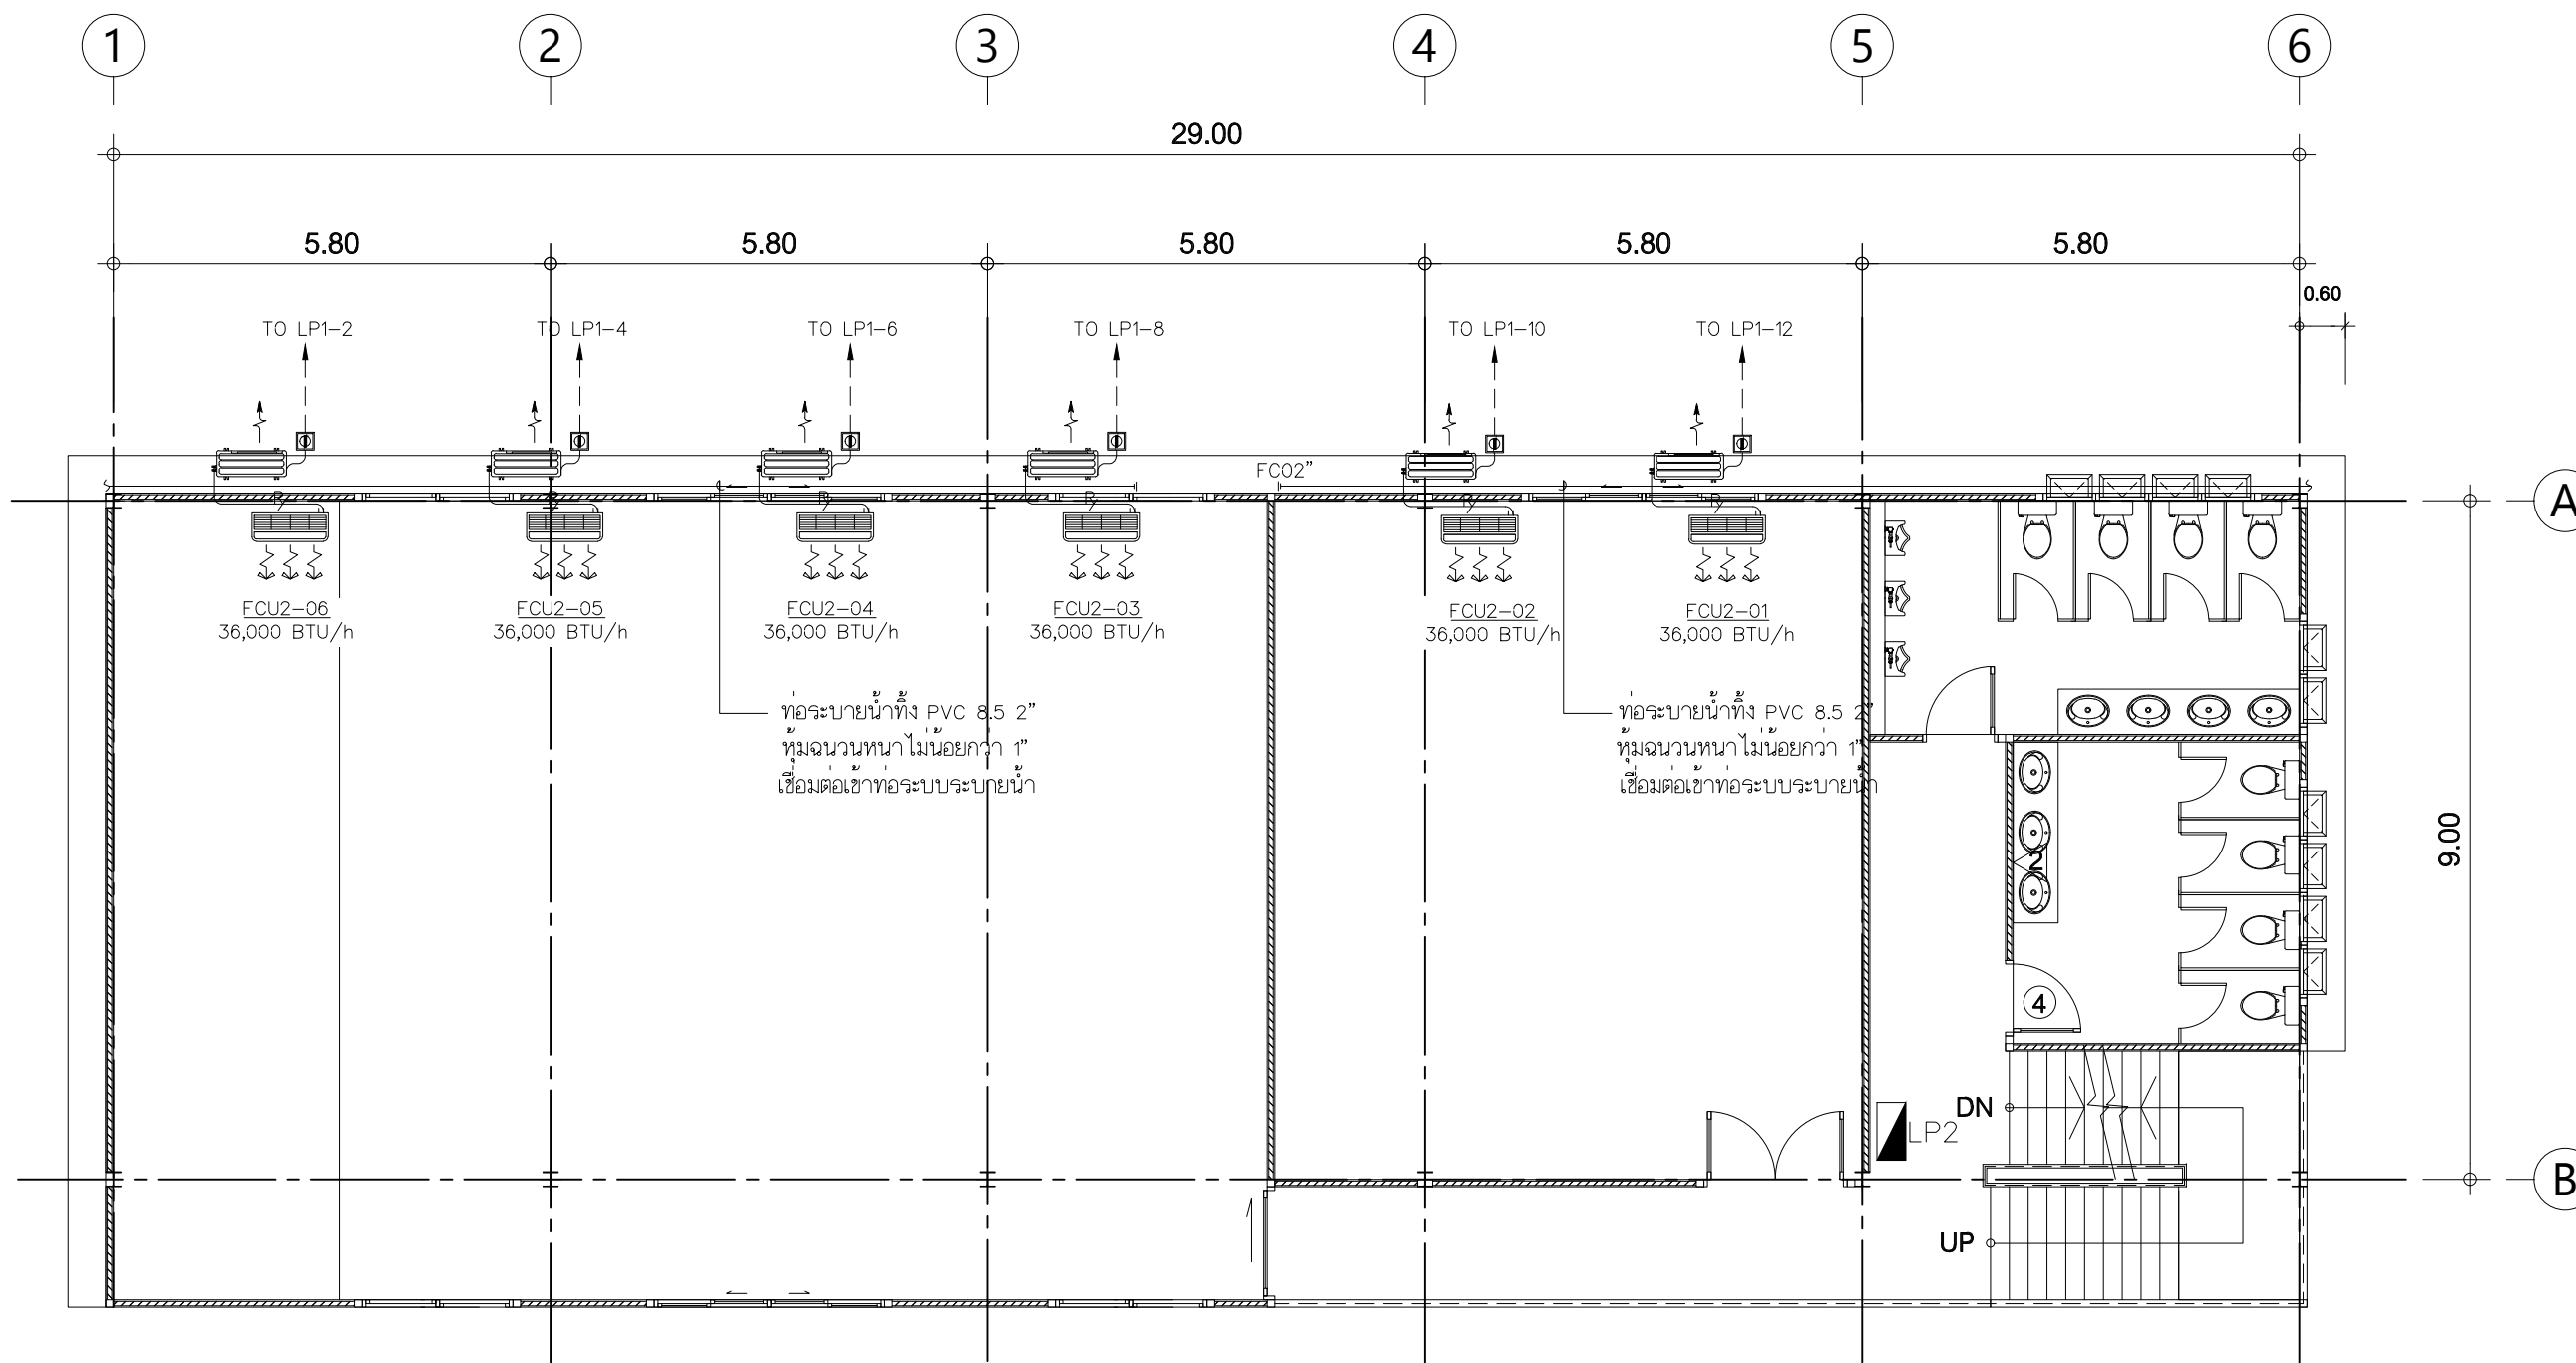 1 2 3 4 5 6
29.00
5.80 5.80 5.80 5.80 5.80
0.60
TO LP1-2 TO LP1-4 TO LP1-6 TO LP1-8 TO LP1-10 TO LP1-12
FCO2"
A
FCU2-06
36,000 BTU/h
FCU2-05
36,000 BTU/h
FCU2-04
36,000 BTU/h
FCU2-03
36,000 BTU/h
FCU2-02
36,000 BTU/h
FCU2-01
36,000 BTU/h
ท่อระบายน้ำทิ้ง PVC 8.5 2"
หุ้มฉนวนหนาไม่น้อยกว่า 1"
เชื่อมต่อเข้าท่อระบบระบายน้ำ
ท่อระบายน้ำทิ้ง PVC 8.5 2"
หุ้มฉนวนหนาไม่น้อยกว่า 1"
เชื่อมต่อเข้าท่อระบบระบายน้ำ
9.00
2
4
DN
LP2
B
UP